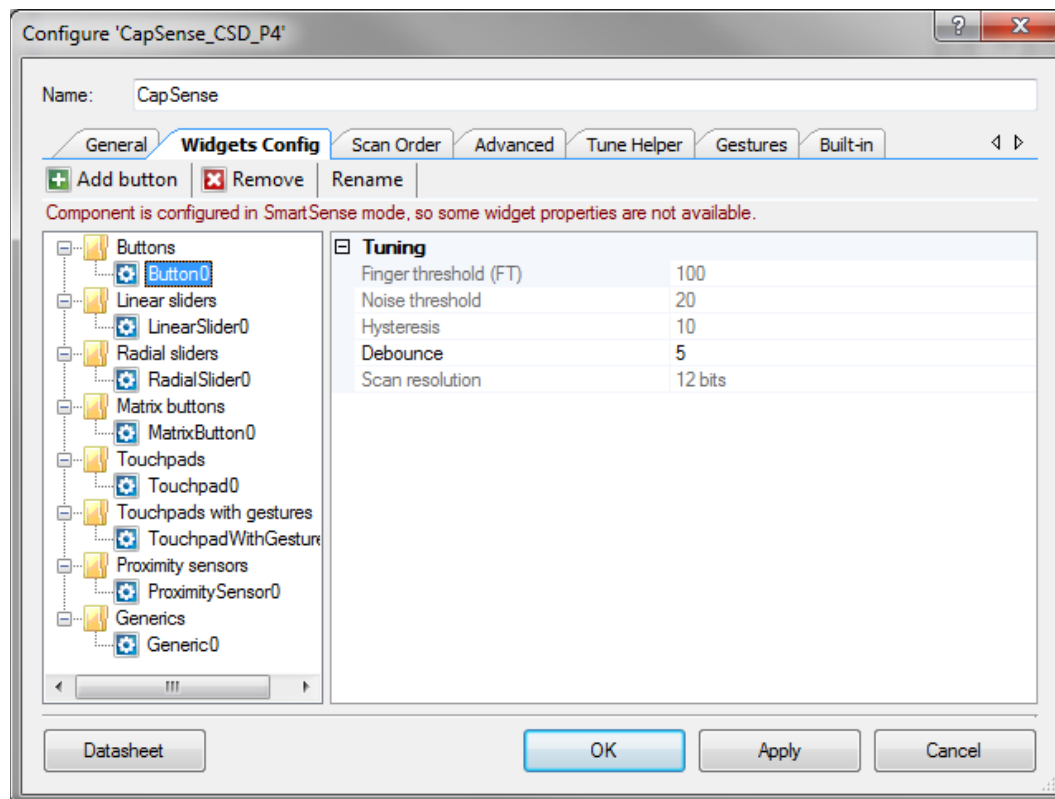 Configure 'CapSense_CSD_P4'
Name: CapSense
General Widgets Config Scan Order Advanced Tune Helper Gestures Built-in
Add button Remove Rename
Component is configured in SmartSense mode, so some widget properties are not available.
Buttons
Button0
Linear sliders
LinearSlider0
Radial sliders
RadialSlider0
Matrix buttons
MatrixButton0
Touchpads
Touchpad0
Touchpads with gestures
TouchpadWithGesture
Proximity sensors
ProximitySensor0
Generics
Generic0
Tuning
Finger threshold (FT) 100
Noise threshold 20
Hysteresis 10
Debounce 5
Scan resolution 12 bits
Datasheet OK Apply Cancel